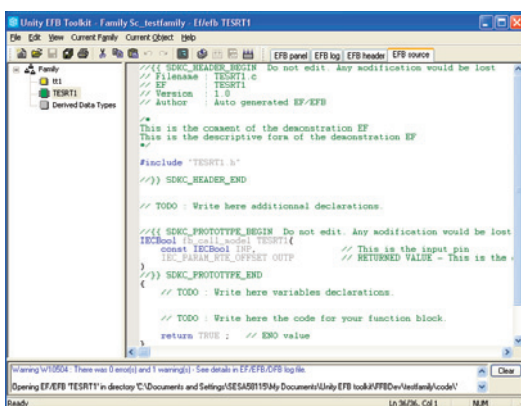 Unity EFB Toolkit - Family Sc_testfamily - Ef/efb TESRT1
File Edit View Current Family Current Object Help
EFB panel EFB log EFB header EFB source
Family
tt1
TESRT1
Derived Data Types
//{{ SDKC_HEADER_BEGIN Do not edit. Any modification would be lost
// Filename : TESRT1.c
// EF : TESRT1
// Version : 1.0
// Author : Auto generated EF/EFB
/*
This is the comment of the demonstration EF
This is the descriptive form of the demonstration EF
*/
#include "TESRT1.h"
//}} SDKC_HEADER_END
// TODO : Write here additionnal declarations.
//{{ SDKC_PROTOTYPE_BEGIN Do not edit. Any modification would be lost
IECBool fb_call_model TESRT1(
const IECBool INP, // This is the input pin
IEC_PARAM_RTE_OFFSET OUTP // RETURNED VALUE - This is the
)
//}} SDKC_PROTOTYPE_END
{
// TODO : Write here variables declarations.
// TODO : Write here the code for your function block.
return TRUE ; // ENO value
}
Warning W10504 : There was 0 error(s) and 1 warning(s) - See details in EF/EFB/DFB log file.
Clear
Opening EF/EFB 'TESRT1' in directory 'C:\Documents and Settings\SESA58115\My Documents\Unity EFB toolkit\FFBDev\testfamily\code\'
Ready Ln 36/36, Col 1 NUM